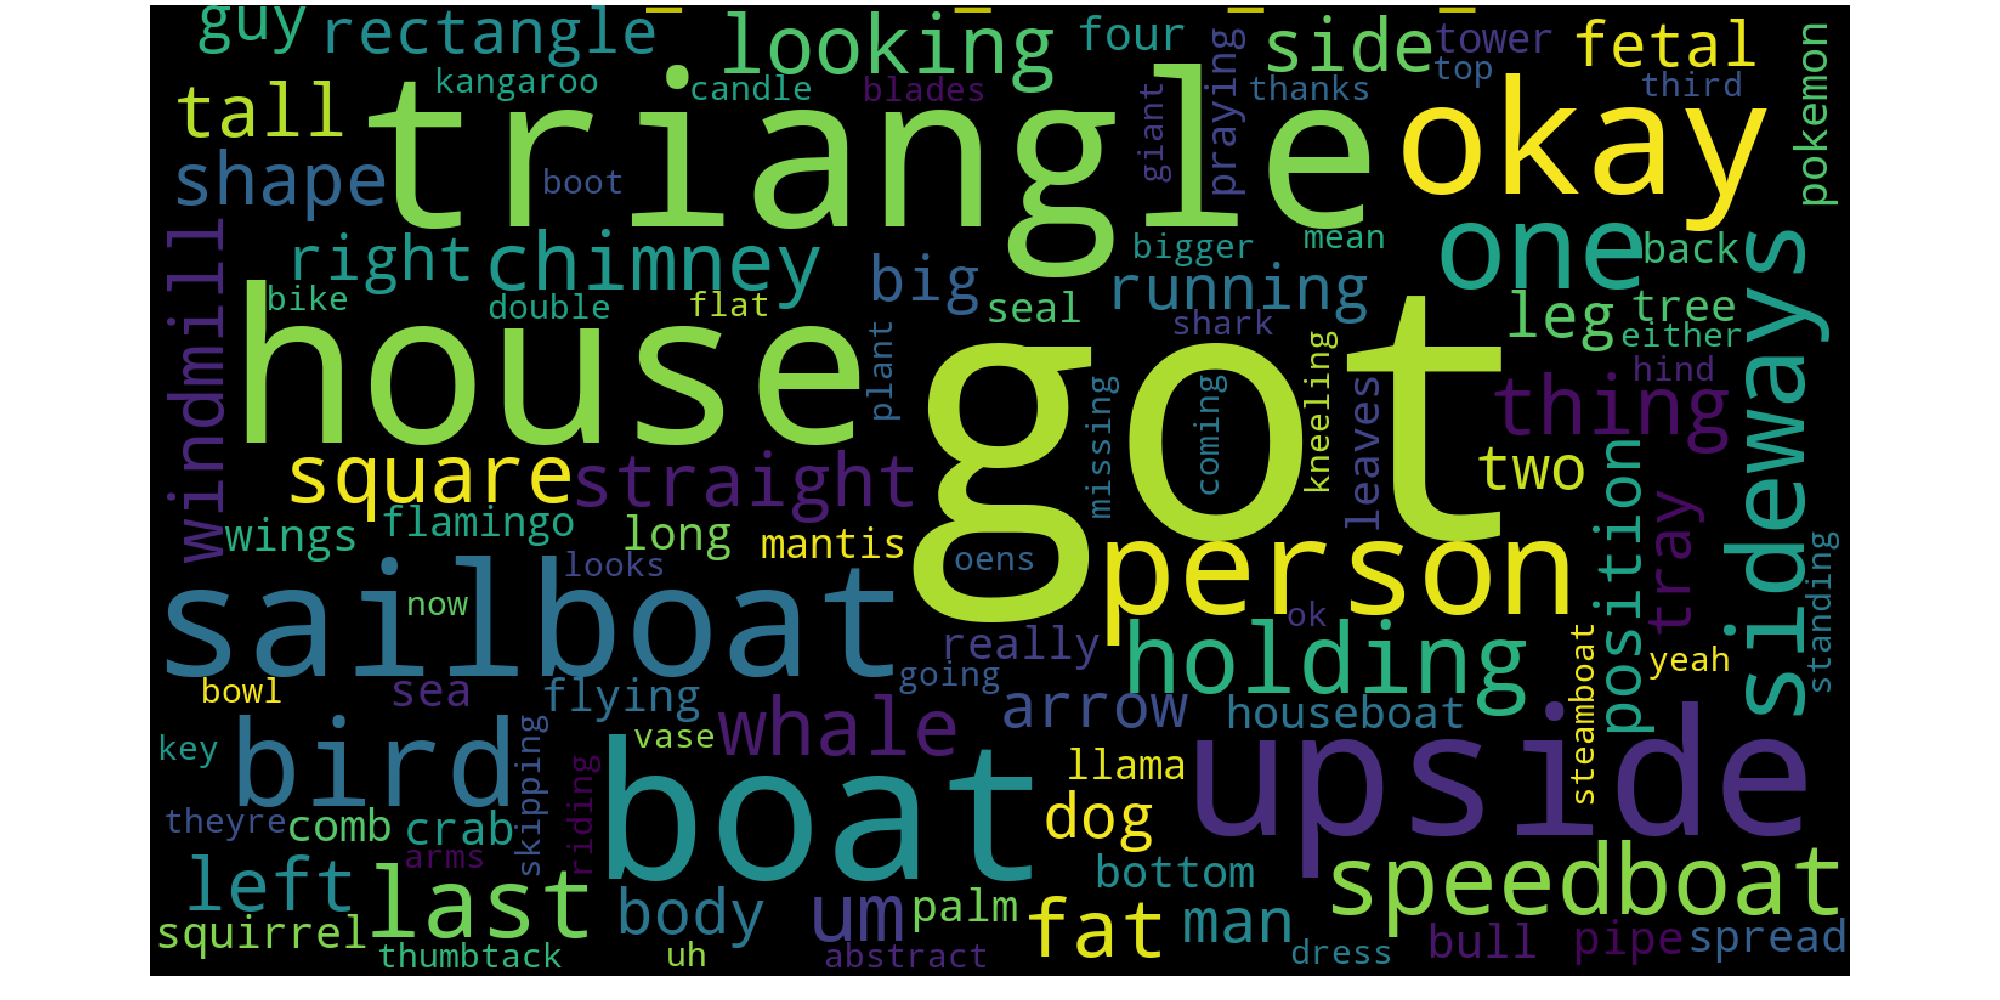 guy rectangle looking four side tower fetal
kangaroo candle blades thanks top third pokemon
tall triangle giant praying okay
shape boot
windmill right chimney big bigger mean one back sideways
bike double flat seal running shark leg tree
either
house got plant missing coming kneeling leaves hind thing
square straight two position tray
wings flamingo long mantis oens person standing
sailboat looks now really ok holding yeah
going
bowl sea flying arrow houseboat steamboat
key bird skipping vase whale llama upside
theyre comb crab riding boat dog
arms
left last bottom speedboat
squirrel body um palm fat man bull pipe spread
thumbtack uh abstract dress